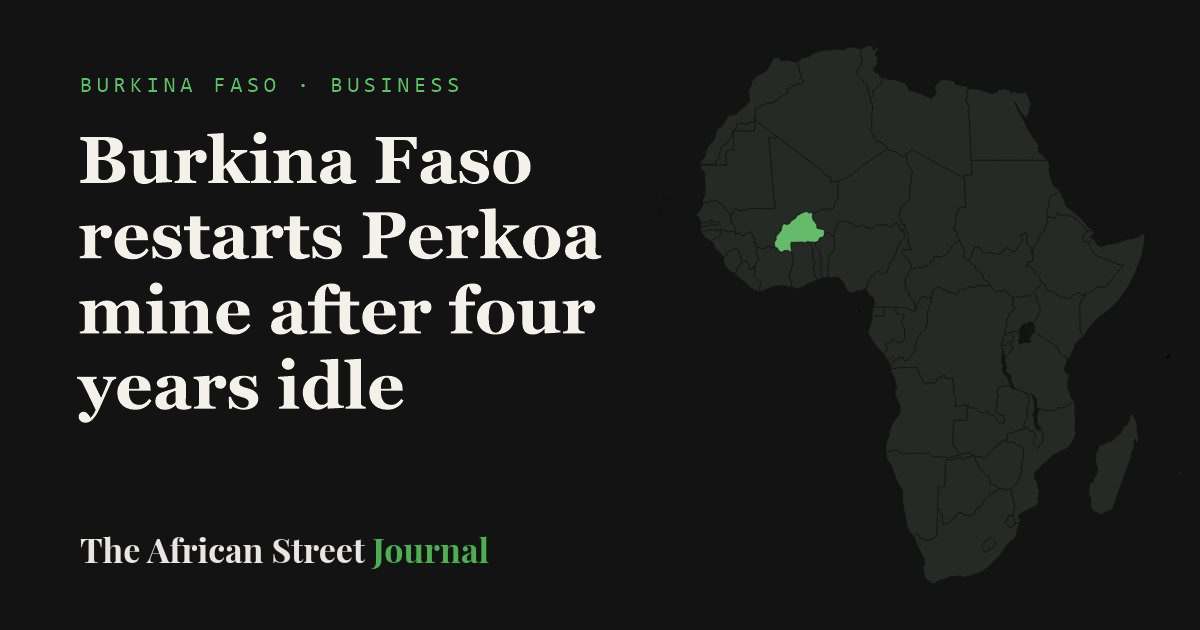 BURKINA FASO · BUSINESS
Burkina Faso
restarts Perkoa
mine after four
years idle
The African Street Journal